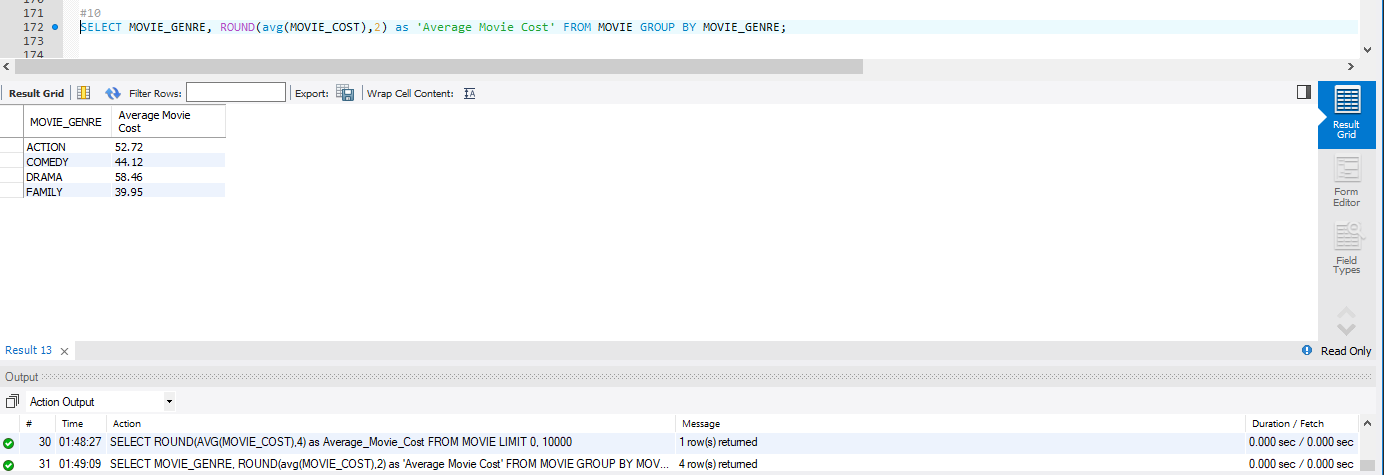 171 #10
172 SELECT MOVIE_GENRE, ROUND(avg(MOVIE_COST),2) as 'Average Movie Cost' FROM MOVIE GROUP BY MOVIE_GENRE;
173
174
Result Grid Filter Rows: Export: Wrap Cell Content:
MOVIE_GENRE Average Movie
Cost
ACTION 52.72
COMEDY 44.12
DRAMA 58.46
FAMILY 39.95
Result
Grid
Form
Editor
Field
Types
Result 13 Read Only
Output
Action Output
# Time Action Message Duration / Fetch
30 01:48:27 SELECT ROUND(AVG(MOVIE_COST),4) as Average_Movie_Cost FROM MOVIE LIMIT 0, 10000 1 row(s) returned 0.000 sec / 0.000 sec
31 01:49:09 SELECT MOVIE_GENRE, ROUND(avg(MOVIE_COST),2) as 'Average Movie Cost' FROM MOVIE GROUP BY MOV... 4 row(s) returned 0.000 sec / 0.000 sec